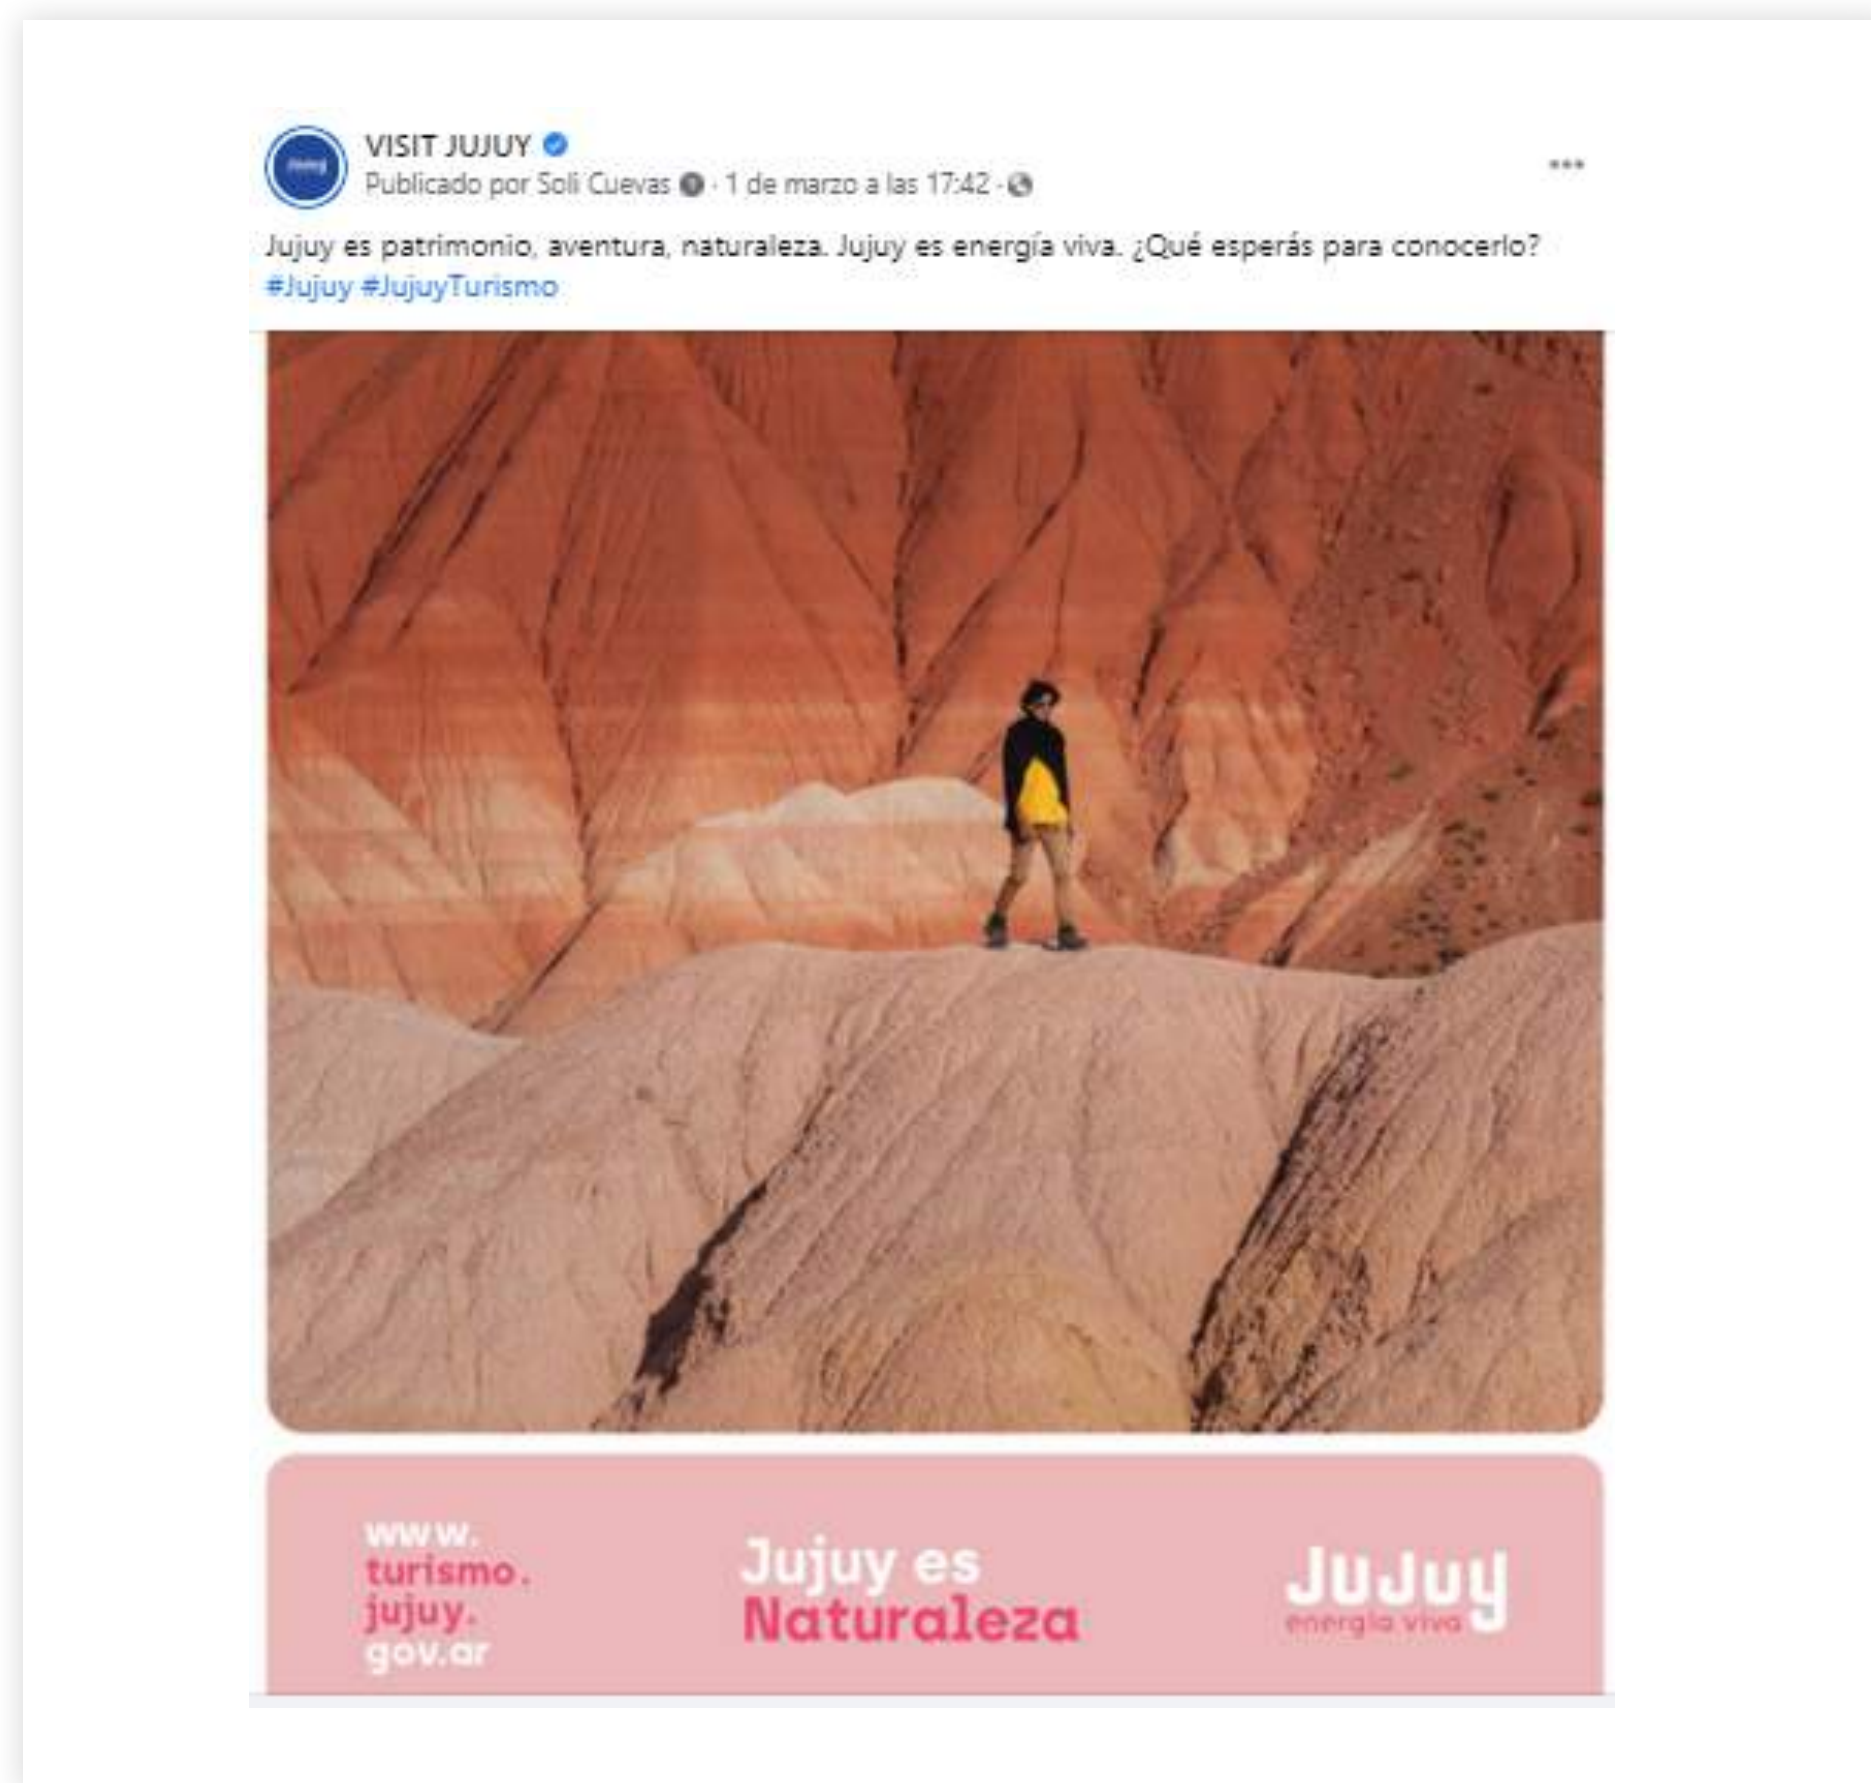 VISIT JUJUY
Publicado por Soli Cuevas · 1 de marzo a las 17:42 ·
Jujuy es patrimonio, aventura, naturaleza. Jujuy es energía viva. ¿Qué esperás para conocerlo?
#Jujuy #JujuyTurismo
www.
turismo.
jujuy.
gov.ar
Jujuy es
Naturaleza
Jujuy
energía viva